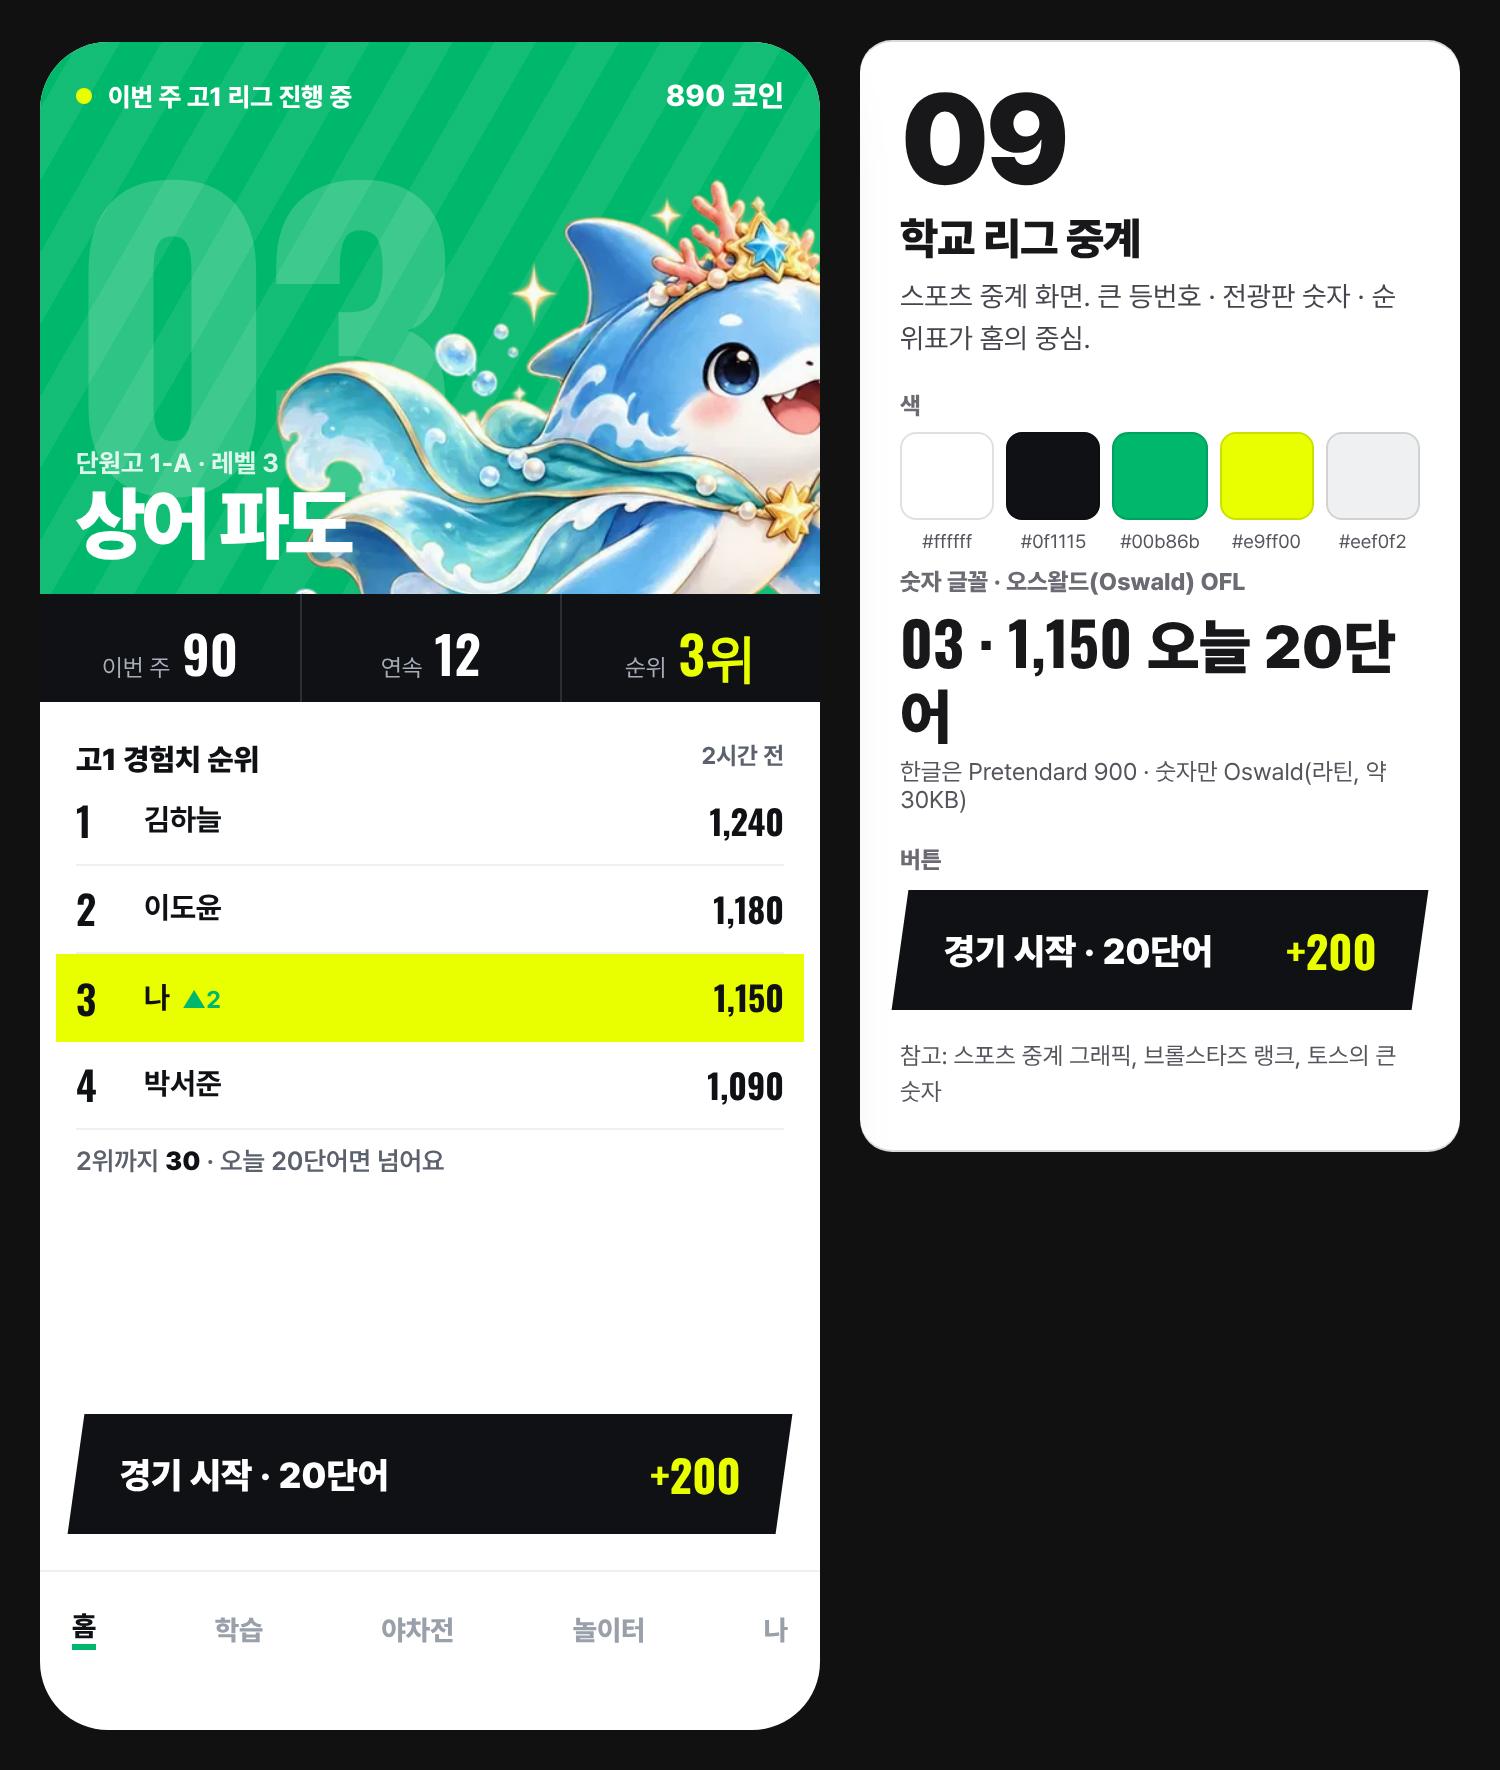 이번 주 고1 리그 진행 중
890 코인
03
단원고 1-A · 레벨 3
상어 파도
이번 주 90
연속 12
순위 3위
고1 경험치 순위
2시간 전
1 김하늘 1,240
2 이도윤 1,180
3 나 ▲2 1,150
4 박서준 1,090
2위까지 30 · 오늘 20단어면 넘어요
경기 시작 · 20단어 +200
홈 학습 야차전 놀이터 나
09
학교 리그 중계
스포츠 중계 화면. 큰 등번호 · 전광판 숫자 · 순
위표가 홈의 중심.
색
#ffffff #0f1115 #00b86b #e9ff00 #eef0f2
숫자 글꼴 · 오스왈드(Oswald) OFL
03 · 1,150 오늘 20단
어
한글은 Pretendard 900 · 숫자만 Oswald(라틴, 약
30KB)
버튼
경기 시작 · 20단어 +200
참고: 스포츠 중계 그래픽, 브롤스타즈 랭크, 토스의 큰
숫자